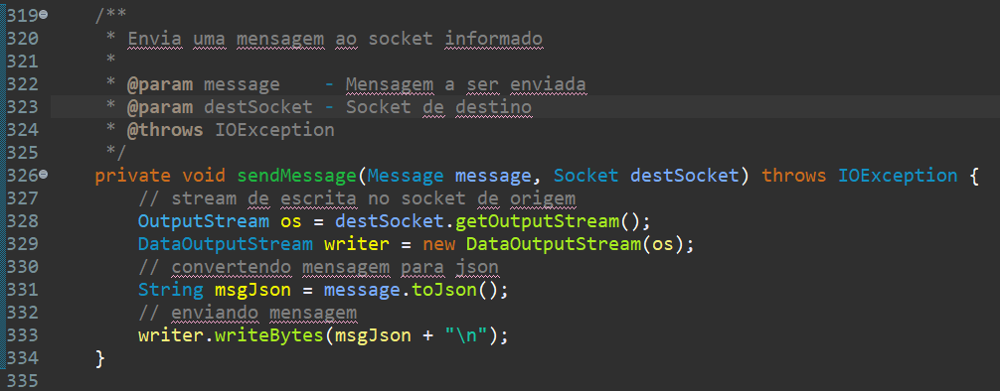 319 /**
320 * Envia uma mensagem ao socket informado
321 *
322 * @param message    - Mensagem a ser enviada
323 * @param destSocket - Socket de destino
324 * @throws IOException
325 */
326 private void sendMessage(Message message, Socket destSocket) throws IOException {
327 // stream de escrita no socket de origem
328 OutputStream os = destSocket.getOutputStream();
329 DataOutputStream writer = new DataOutputStream(os);
330 // convertendo mensagem para json
331 String msgJson = message.toJson();
332 // enviando mensagem
333 writer.writeBytes(msgJson + "\n");
334 }
335